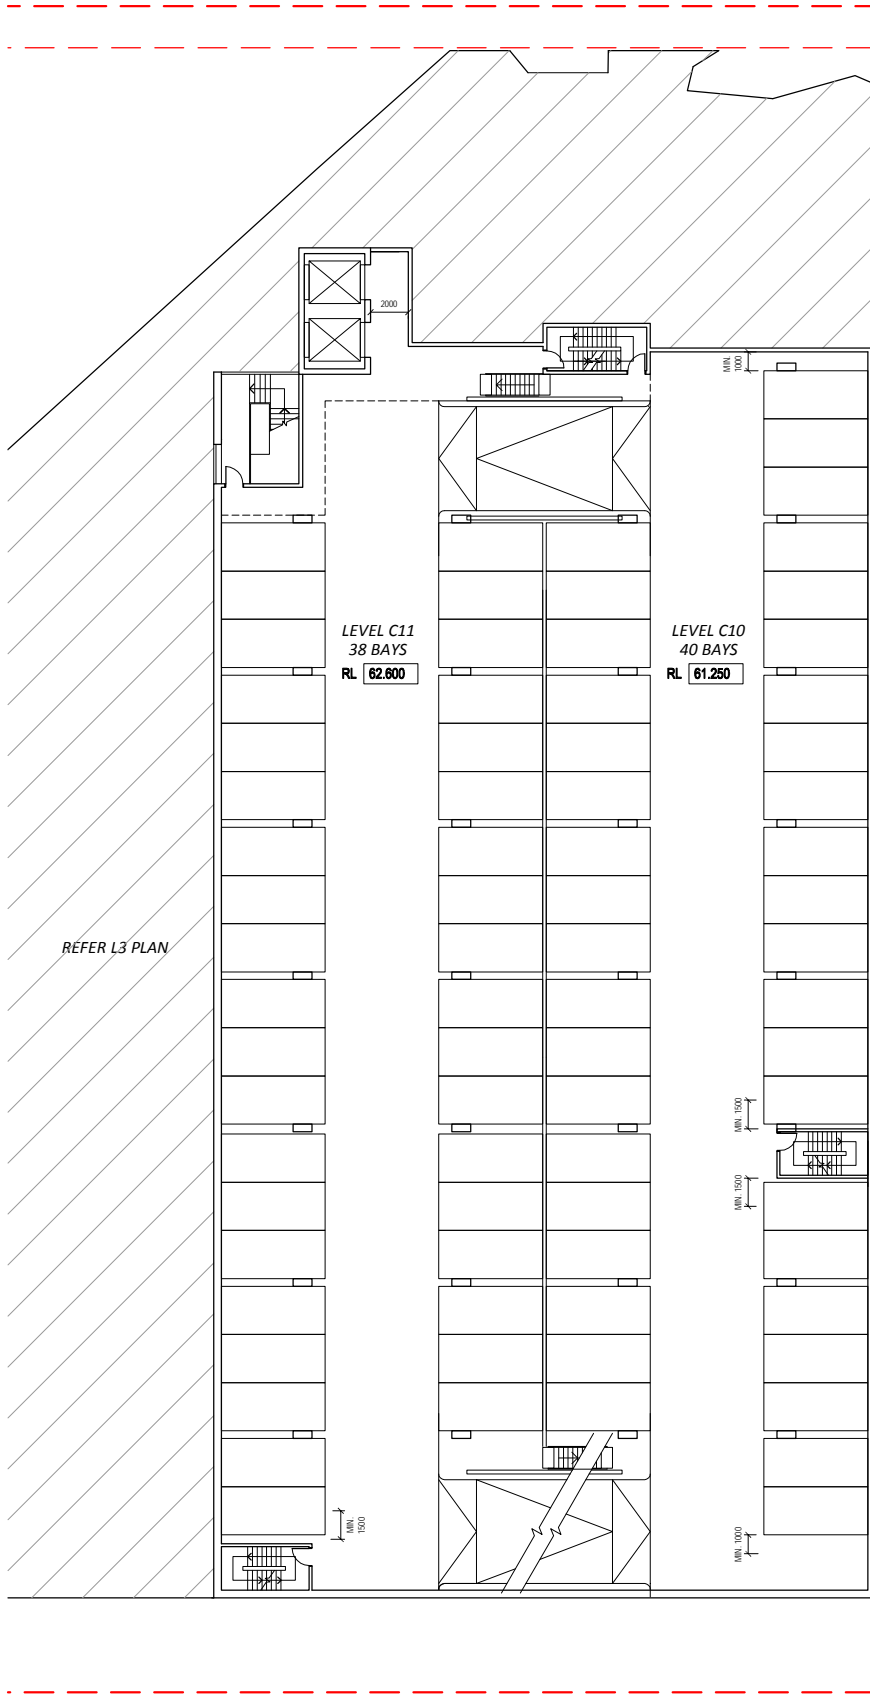 2000
MIN.
1000
LEVEL C11
38 BAYS
RL 62.600
LEVEL C10
40 BAYS
RL 61.250
REFER L3 PLAN
MIN. 1500
MIN. 1500
MIN.
1500
MIN. 1000